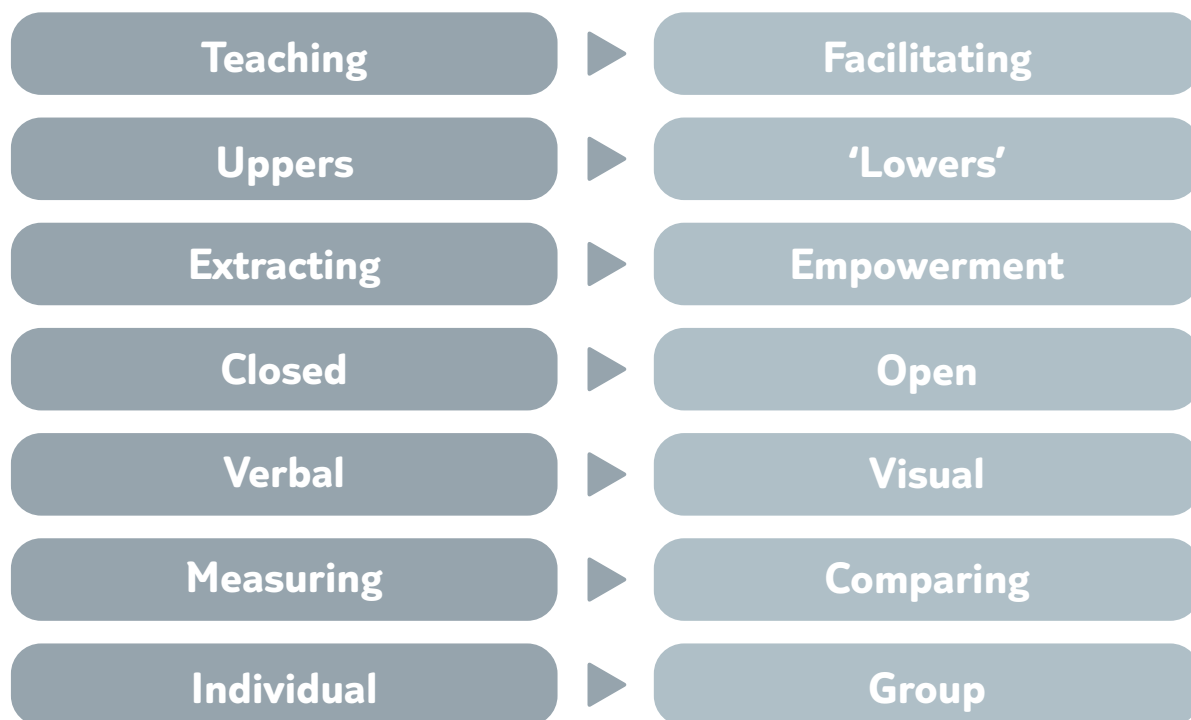 Teaching Facilitating
Uppers ‘Lowers’
Extracting Empowerment
Closed Open
Verbal Visual
Measuring Comparing
Individual Group